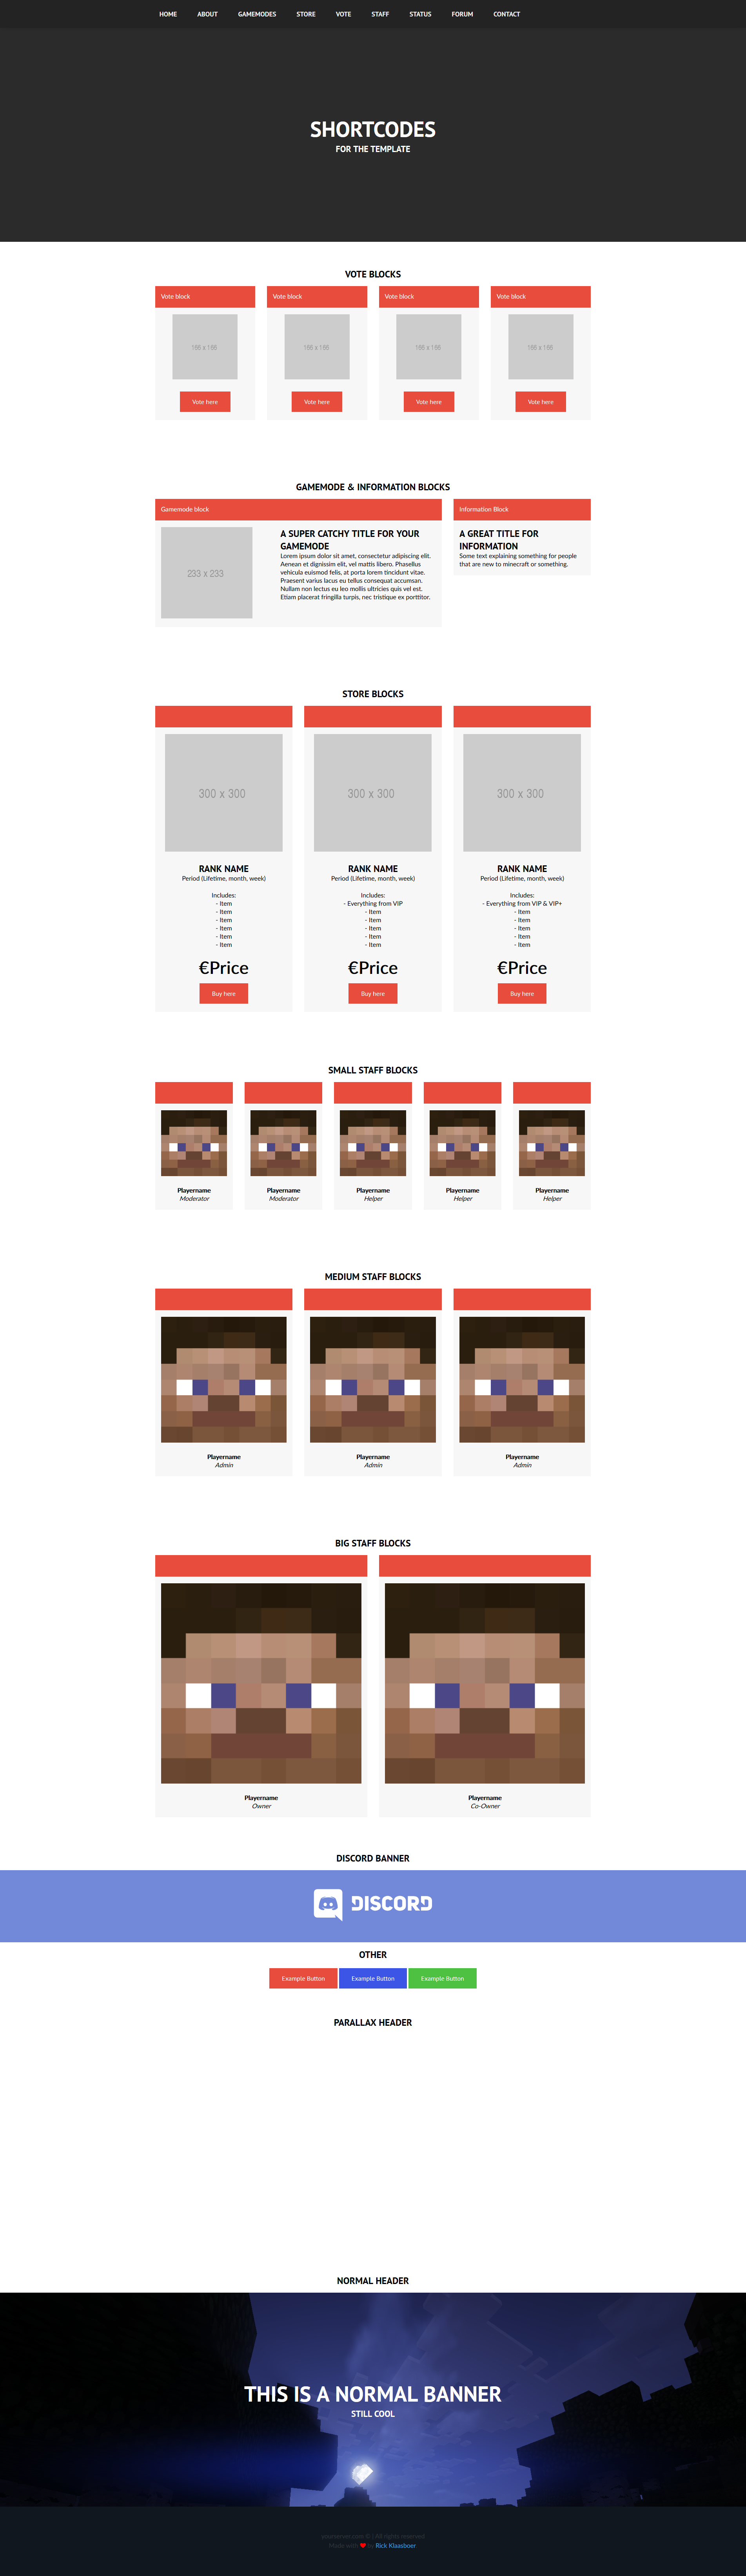 HOME ABOUT GAMEMODES STORE VOTE STAFF STATUS FORUM CONTACT
SHORTCODES
FOR THE TEMPLATE
VOTE BLOCKS
Vote block Vote block Vote block Vote block
166 x 166 166 x 166 166 x 166 166 x 166
Vote here Vote here Vote here Vote here
GAMEMODE & INFORMATION BLOCKS
Gamemode block
233 x 233
A SUPER CATCHY TITLE FOR YOUR
GAMEMODE
Lorem ipsum dolor sit amet, consectetur adipiscing elit.
Aenean et dignissim elit, vel mattis libero. Phasellus
vehicula euismod felis, at porta lorem tincidunt vitae.
Praesent varius lacus eu tellus consequat accumsan.
Nullam non lectus eu leo mollis ultricies quis vel est.
Etiam placerat fringilla turpis, nec tristique ex porttitor.
Information Block
A GREAT TITLE FOR
INFORMATION
Some text explaining something for people
that are new to minecraft or something.
STORE BLOCKS
300 x 300
RANK NAME
Period (Lifetime, month, week)
Includes:
- Item
- Item
- Item
- Item
- Item
- Item
€Price
Buy here
300 x 300
RANK NAME
Period (Lifetime, month, week)
Includes:
- Everything from VIP
- Item
- Item
- Item
- Item
- Item
€Price
Buy here
300 x 300
RANK NAME
Period (Lifetime, month, week)
Includes:
- Everything from VIP & VIP+
- Item
- Item
- Item
- Item
- Item
€Price
Buy here
SMALL STAFF BLOCKS
Playername Playername Playername Playername Playername
Moderator Moderator Helper Helper Helper
MEDIUM STAFF BLOCKS
Playername Playername Playername
Admin Admin Admin
BIG STAFF BLOCKS
Playername Playername
Owner Co-Owner
DISCORD BANNER
DISCORD
OTHER
Example Button Example Button Example Button
PARALLAX HEADER
NORMAL HEADER
THIS IS A NORMAL BANNER
STILL COOL
yourserver.com © | All rights reserved
Made with ❤ by Rick Klaasboer